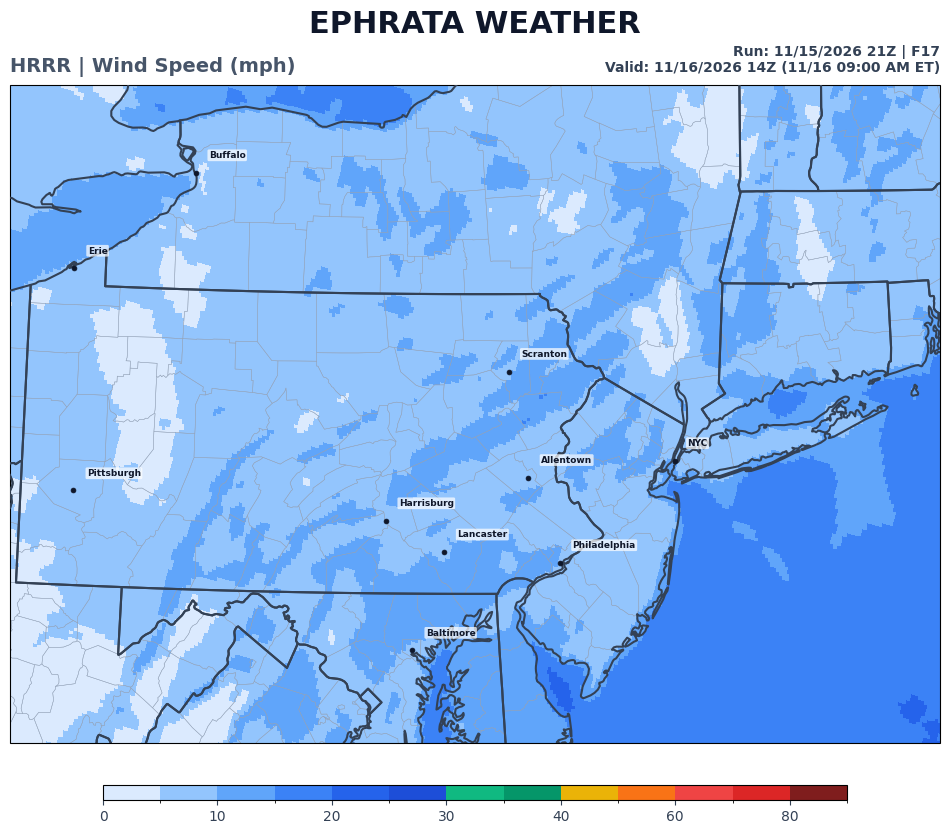 EPHRATA WEATHER
Run: 11/15/2026 21Z | F17
HRRR | Wind Speed (mph)
Valid: 11/16/2026 14Z (11/16 09:00 AM ET)
Buffalo
Erie
Scranton
NYC
Allentown
Pittsburgh
Harrisburg
Lancaster
Philadelphia
Baltimore
0 10 20 30 40 60 80